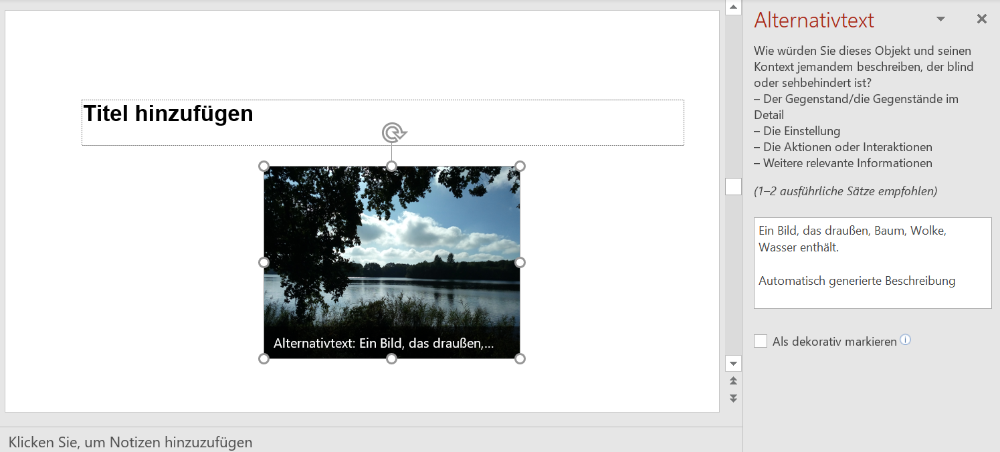 Titel hinzufügen
Alternativtext: Ein Bild, das draußen,...
Klicken Sie, um Notizen hinzuzufügen
Alternativtext
Wie würden Sie dieses Objekt und seinen
Kontext jemandem beschreiben, der blind
oder sehbehindert ist?
– Der Gegenstand/die Gegenstände im
Detail
– Die Einstellung
– Die Aktionen oder Interaktionen
– Weitere relevante Informationen
(1–2 ausführliche Sätze empfohlen)
Ein Bild, das draußen, Baum, Wolke,
Wasser enthält.
Automatisch generierte Beschreibung
Als dekorativ markieren